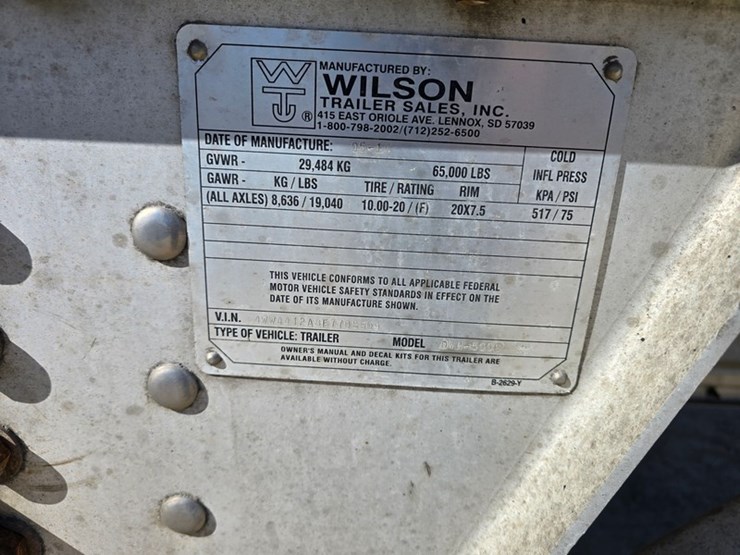 WTJ ®
MANUFACTURED BY:
WILSON
TRAILER SALES, INC.
415 EAST ORIOLE AVE. LENNOX, SD 57039
1-800-798-2002/(712)252-6500
DATE OF MANUFACTURE: COLD
GVWR - 29,484 KG 65,000 LBS INFL PRESS
GAWR - KG / LBS TIRE / RATING RIM KPA / PSI
(ALL AXLES) 8,636 / 19,040 10.00-20 / (F) 20X7.5 517 / 75
THIS VEHICLE CONFORMS TO ALL APPLICABLE FEDERAL
MOTOR VEHICLE SAFETY STANDARDS IN EFFECT ON THE
DATE OF ITS MANUFACTURE SHOWN.
V.I.N.
TYPE OF VEHICLE: TRAILER MODEL
OWNER'S MANUAL AND DECAL KITS FOR THIS TRAILER ARE
AVAILABLE WITHOUT CHARGE.
B-2629-Y